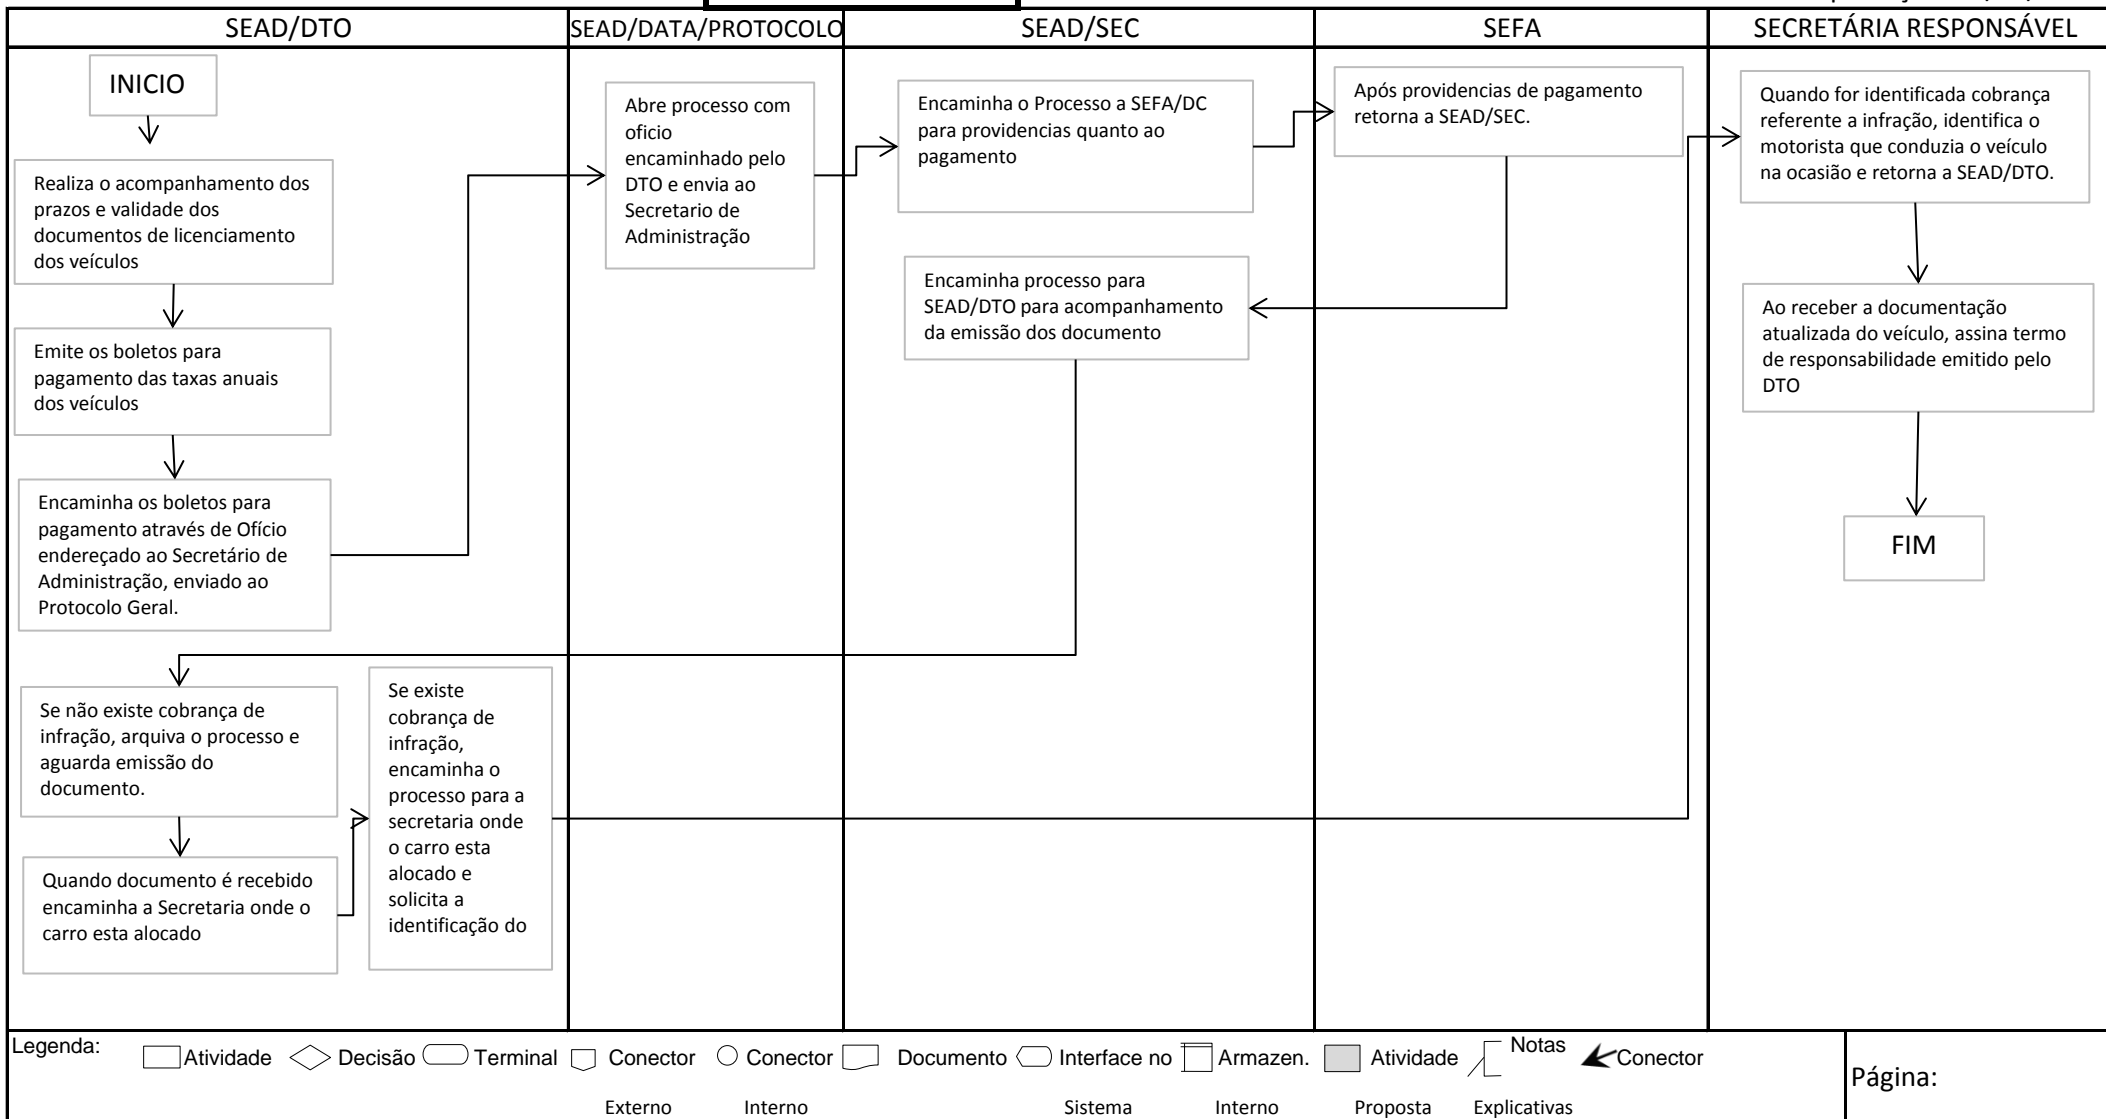 SEAD/DTO
SEAD/DATA/PROTOCOLO
SEAD/SEC
SEFA
SECRETÁRIA RESPONSÁVEL
INICIO
Realiza o acompanhamento dos
prazos e validade dos
documentos de licenciamento
dos veículos
Emite os boletos para
pagamento das taxas anuais
dos veículos
Encaminha os boletos para
pagamento através de Ofício
endereçado ao Secretário de
Administração, enviado ao
Protocolo Geral.
Se não existe cobrança de
infração, arquiva o processo e
aguarda emissão do
documento.
Quando documento é recebido
encaminha a Secretaria onde o
carro esta alocado
Se existe
cobrança de
infração,
encaminha o
processo para a
secretaria onde
o carro esta
alocado e
solicita a
identificação do
Abre processo com
oficio
encaminhado pelo
DTO e envia ao
Secretario de
Administração
Encaminha o Processo a SEFA/DC
para providencias quanto ao
pagamento
Encaminha processo para
SEAD/DTO para acompanhamento
da emissão dos documento
Após providencias de pagamento
retorna a SEAD/SEC.
Quando for identificada cobrança
referente a infração, identifica o
motorista que conduzia o veículo
na ocasião e retorna a SEAD/DTO.
Ao receber a documentação
atualizada do veículo, assina termo
de responsabilidade emitido pelo
DTO
FIM
Legenda:
Atividade
Decisão
Terminal
Conector
Externo
Conector
Interno
Documento
Interface no
Sistema
Armazen.
Interno
Atividade
Proposta
Notas
Explicativas
Conector
Página: